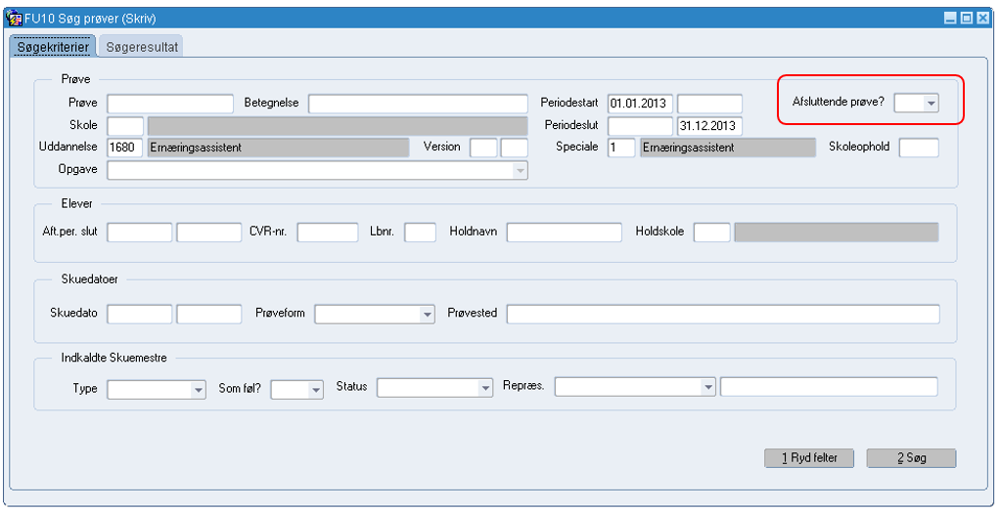 FU10 Søg prøver (Skriv)
Søgekriterier Søgeresultat
Prøve
Prøve Betegnelse Periodestart 01.01.2013 Afsluttende prøve?
Skole Periodeslut 31.12.2013
Uddannelse 1680 Ernæringsassistent Version Speciale 1 Ernæringsassistent Skoleophold
Opgave
Elever
Aft.per. slut CVR-nr. Lbnr. Holdnavn Holdskole
Skuedatoer
Skuedato Prøveform Prøvested
Indkaldte Skuemestre
Type Som føl? Status Repræs.
1 Ryd felter 2 Søg